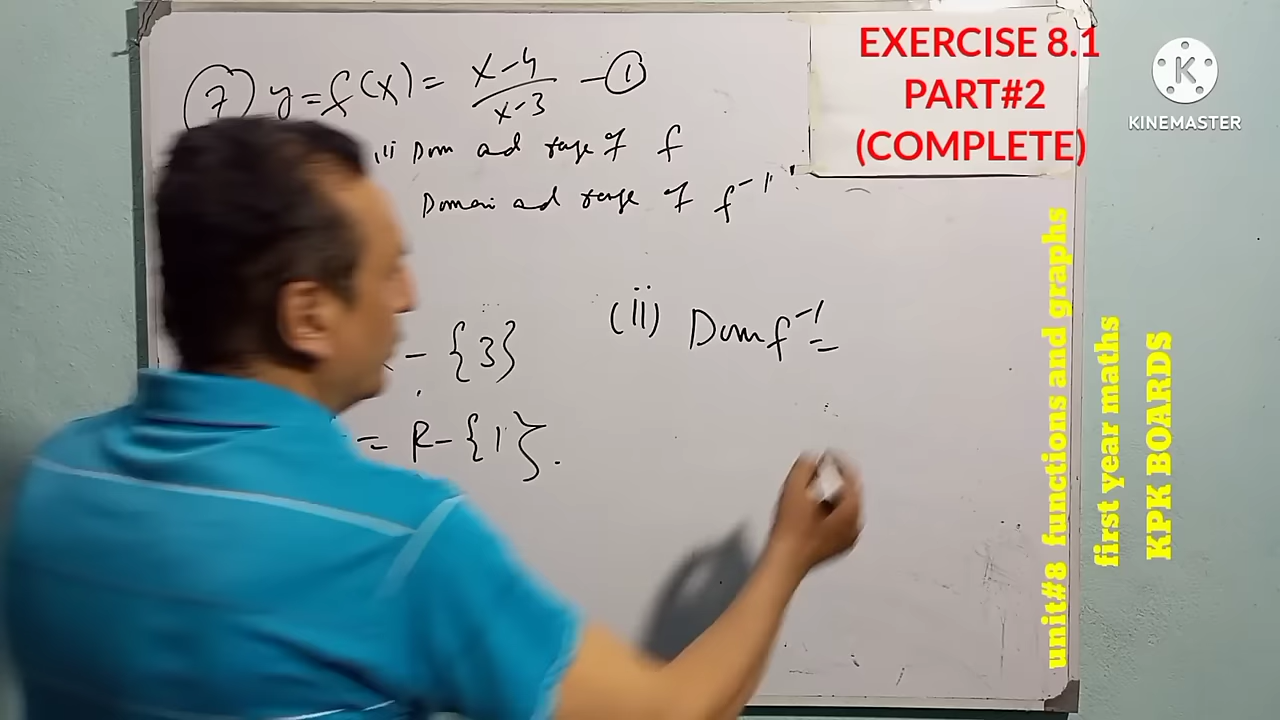 ⑦ y = f(x) = x-4/x-3 —①
(ii) Dom and range of f
Domain and range of f⁻¹
- {3}
= R - {1}.
(ii) Dom f⁻¹ =
EXERCISE 8.1
PART#2
(COMPLETE)
KINEMASTER
unit#8 functions and graphs
first year maths
KPK BOARDS